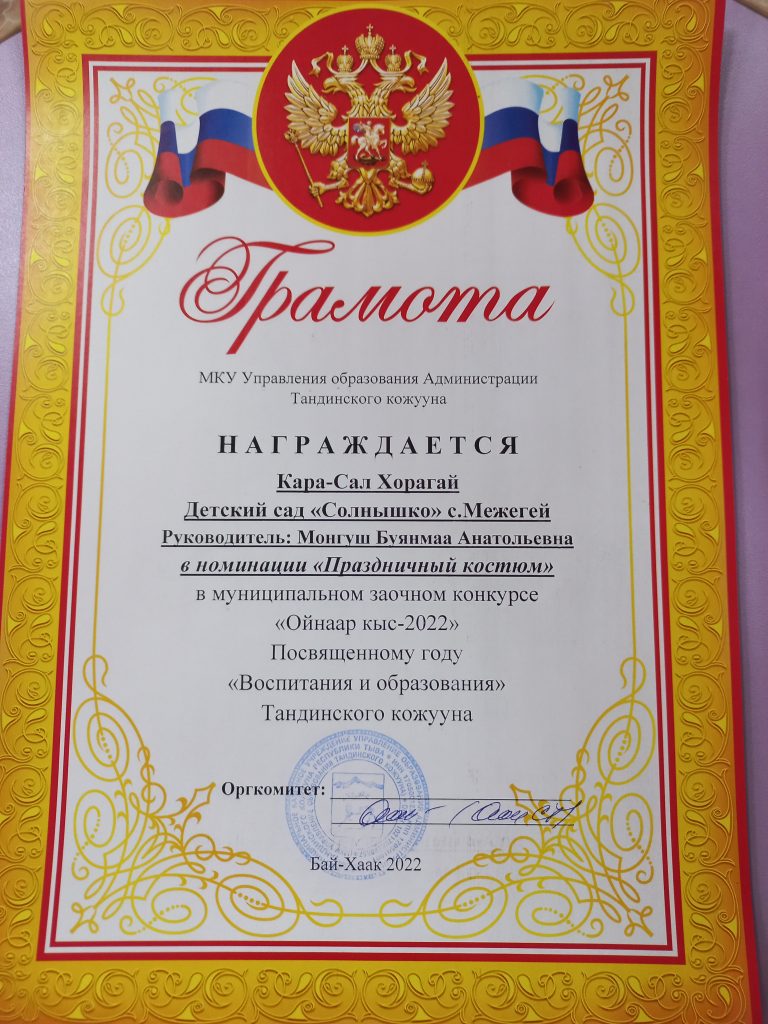 Грамота
МКУ Управления образования Администрации
Тандинского кожууна
НАГРАЖДАЕТСЯ
Кара-Сал Хорагай
Детский сад «Солнышко» с.Межегей
Руководитель: Монгуш Буянмаа Анатольевна
в номинации «Праздничный костюм»
в муниципальном заочном конкурсе
«Ойнаар кыс-2022»
Посвященному году
«Воспитания и образования»
Тандинского кожууна
Оргкомитет:
Бай-Хаак 2022